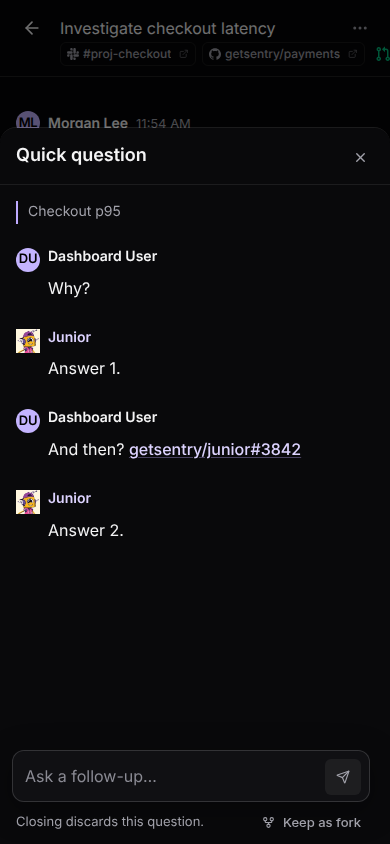 Investigate checkout latency
#proj-checkout
getsentry/payments
ML Morgan Lee 11:54 AM
Quick question
Checkout p95
DU Dashboard User
Why?
Junior
Answer 1.
DU Dashboard User
And then? getsentry/junior#3842
Junior
Answer 2.
Ask a follow-up...
Closing discards this question.
Keep as fork